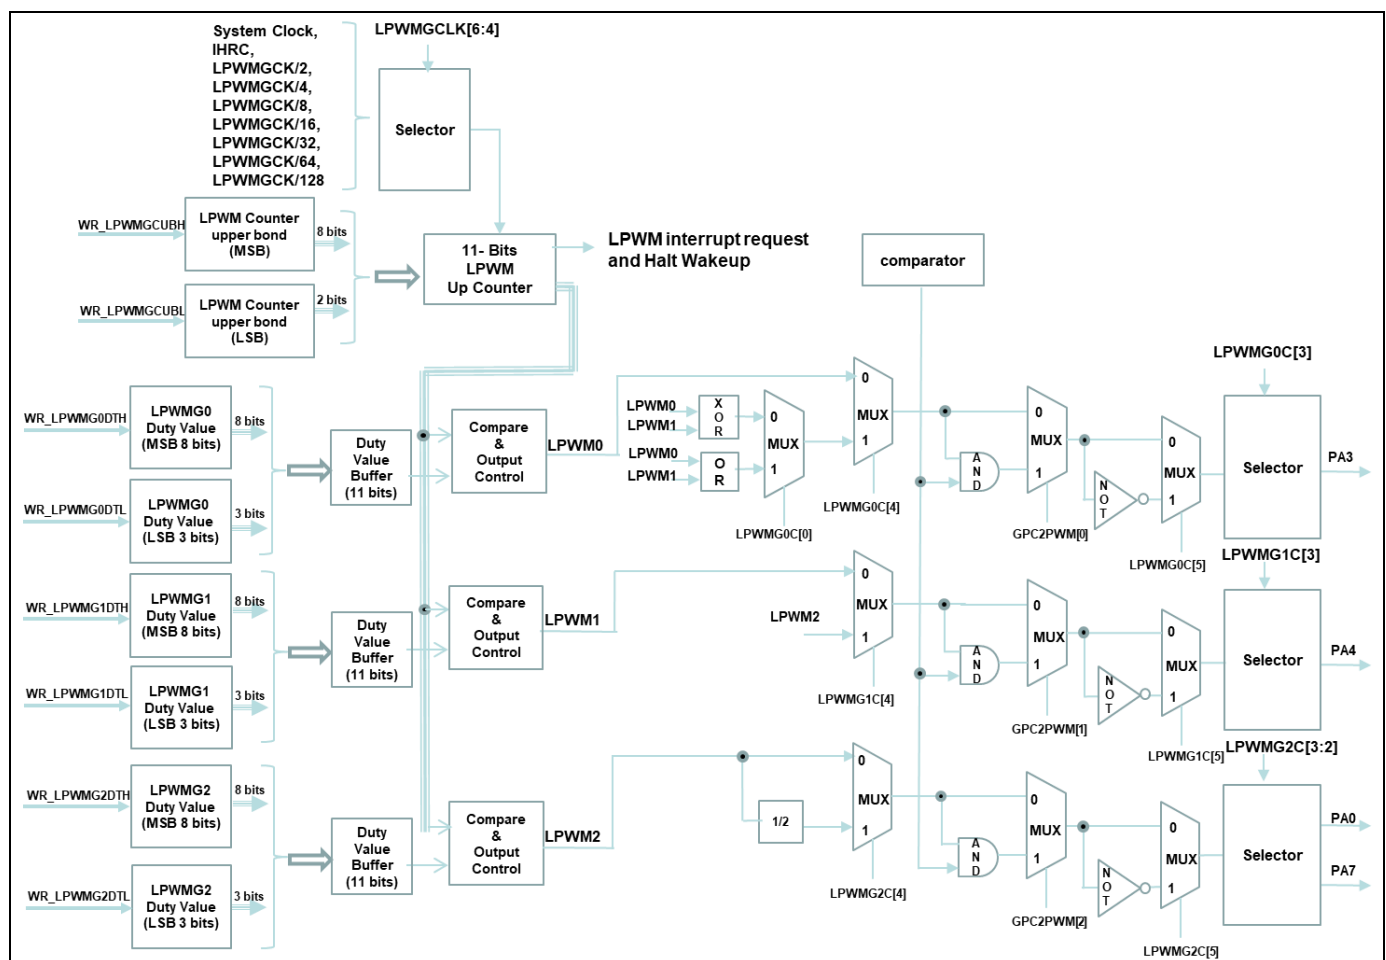 System Clock,
IHRC,
LPWMGCK/2,
LPWMGCK/4,
LPWMGCK/8,
LPWMGCK/16,
LPWMGCK/32,
LPWMGCK/64,
LPWMGCK/128
LPWMGCLK[6:4]
Selector
WR_LPWMGCUBH
LPWM Counter
upper bond
(MSB)
8 bits
WR_LPWMGCUBL
LPWM Counter
upper bond
(LSB)
2 bits
11- Bits
LPWM
Up Counter
LPWM interrupt request
and Halt Wakeup
comparator
WR_LPWMG0DTH
LPWMG0
Duty Value
(MSB 8 bits)
8 bits
WR_LPWMG0DTL
LPWMG0
Duty Value
(LSB 3 bits)
3 bits
Duty
Value
Buffer
(11 bits)
Compare
&
Output
Control
LPWM0
LPWM0
LPWM1
XOR
LPWM0
LPWM1
OR
0
MUX
1
LPWMG0C[0]
0
MUX
1
LPWMG0C[4]
AND
0
MUX
1
GPC2PWM[0]
NOT
0
MUX
1
LPWMG0C[5]
LPWMG0C[3]
Selector
PA3
WR_LPWMG1DTH
LPWMG1
Duty Value
(MSB 8 bits)
8 bits
WR_LPWMG1DTL
LPWMG1
Duty Value
(LSB 3 bits)
3 bits
Duty
Value
Buffer
(11 bits)
Compare
&
Output
Control
LPWM1
LPWM2
0
MUX
1
LPWMG1C[4]
AND
0
MUX
1
GPC2PWM[1]
NOT
0
MUX
1
LPWMG1C[5]
LPWMG1C[3]
Selector
PA4
WR_LPWMG2DTH
LPWMG2
Duty Value
(MSB 8 bits)
8 bits
WR_LPWMG2DTL
LPWMG2
Duty Value
(LSB 3 bits)
3 bits
Duty
Value
Buffer
(11 bits)
Compare
&
Output
Control
LPWM2
1/2
0
MUX
1
LPWMG2C[4]
AND
0
MUX
1
GPC2PWM[2]
NOT
0
MUX
1
LPWMG2C[5]
LPWMG2C[3:2]
Selector
PA0
PA7